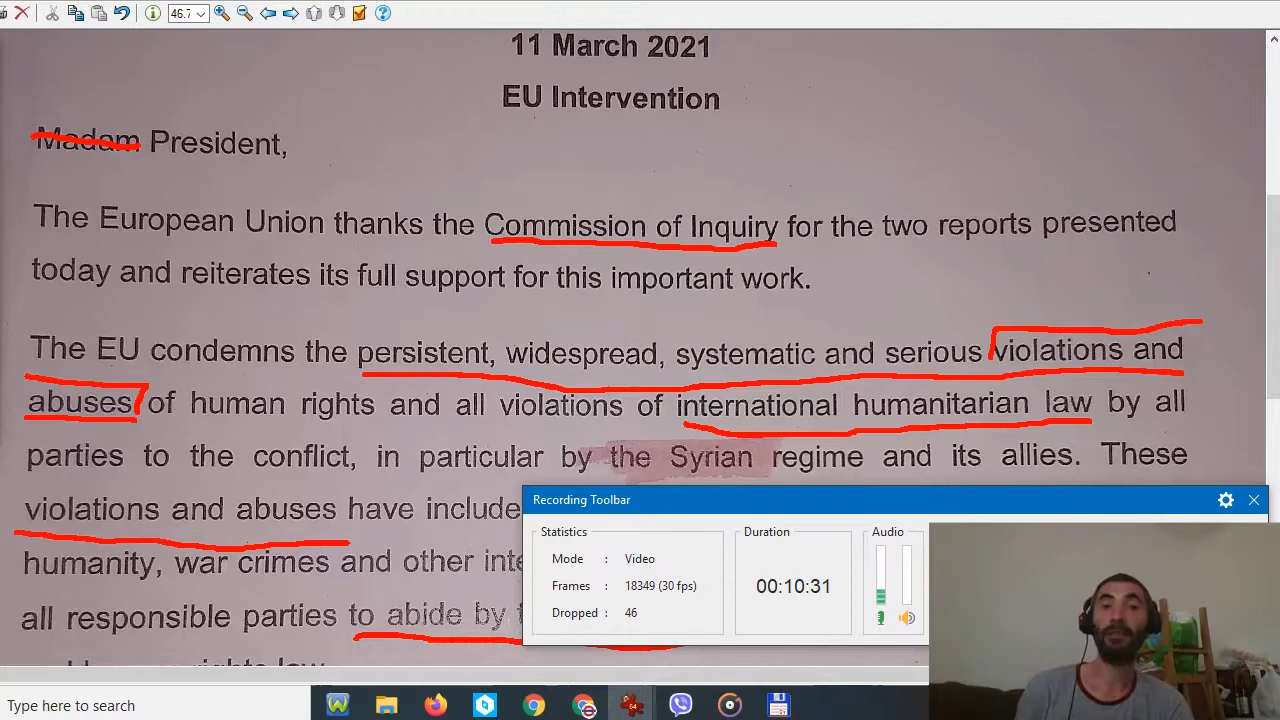 46.7
11 March 2021
EU Intervention
Madam President,
The European Union thanks the Commission of Inquiry for the two reports presented
today and reiterates its full support for this important work.
The EU condemns the persistent, widespread, systematic and serious violations and
abuses of human rights and all violations of international humanitarian law by all
parties to the conflict, in particular by the Syrian regime and its allies. These
violations and abuses have include
humanity, war crimes and other inte
all responsible parties to abide by
Recording Toolbar
Statistics
Duration
Audio
Mode : Video
Frames : 18349 (30 fps)
00:10:31
Dropped : 46
Type here to search
64